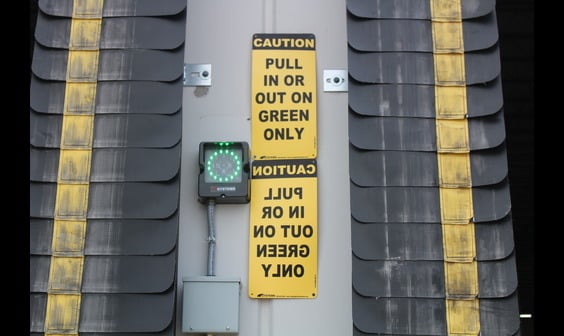 CAUTION
PULL
IN OR
OUT ON
GREEN
ONLY
CAUTION
PULL
IN OR
OUT ON
GREEN
ONLY